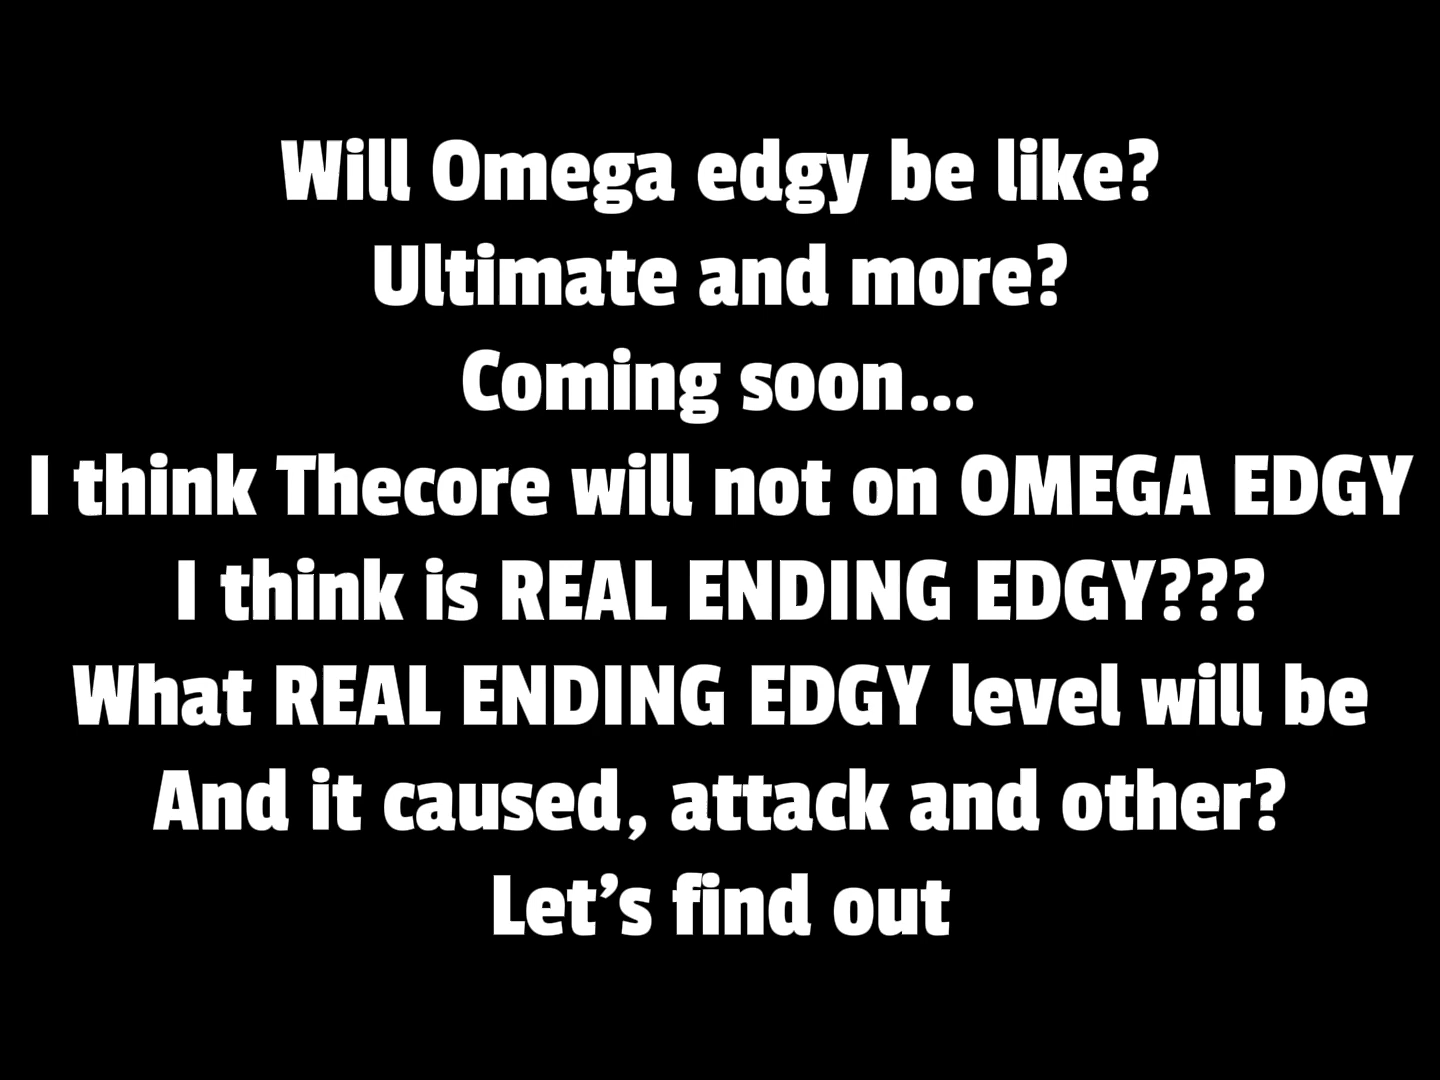 Will Omega edgy be like?
Ultimate and more?
Coming soon...
I think Thecore will not on OMEGA EDGY
I think is REAL ENDING EDGY???
What REAL ENDING EDGY level will be
And it caused, attack and other?
Let’s find out